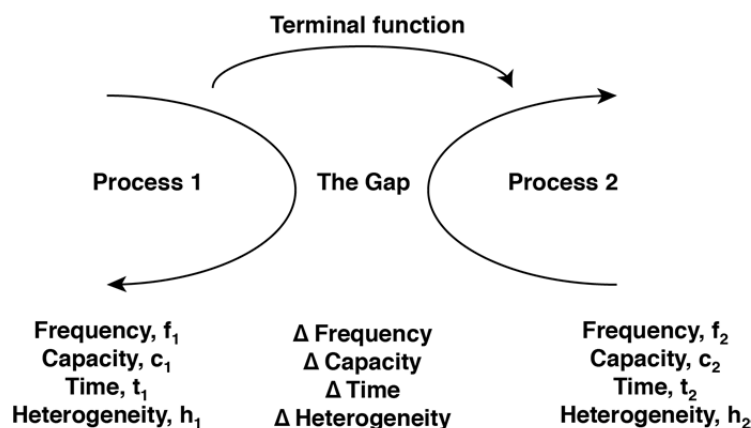 Terminal function
Process 1
The Gap
Process 2
Frequency, f₁
Capacity, c₁
Time, t₁
Heterogeneity, h₁
Δ Frequency
Δ Capacity
Δ Time
Δ Heterogeneity
Frequency, f₂
Capacity, c₂
Time, t₂
Heterogeneity, h₂